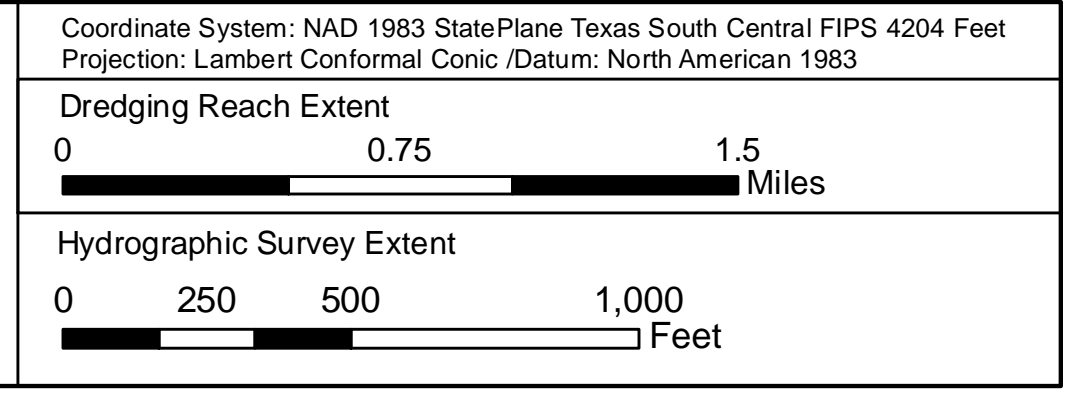 Coordinate System: NAD 1983 StatePlane Texas South Central FIPS 4204 Feet
Projection: Lambert Conformal Conic /Datum: North American 1983
Dredging Reach Extent
0 0.75 1.5
Miles
Hydrographic Survey Extent
0 250 500 1,000
Feet